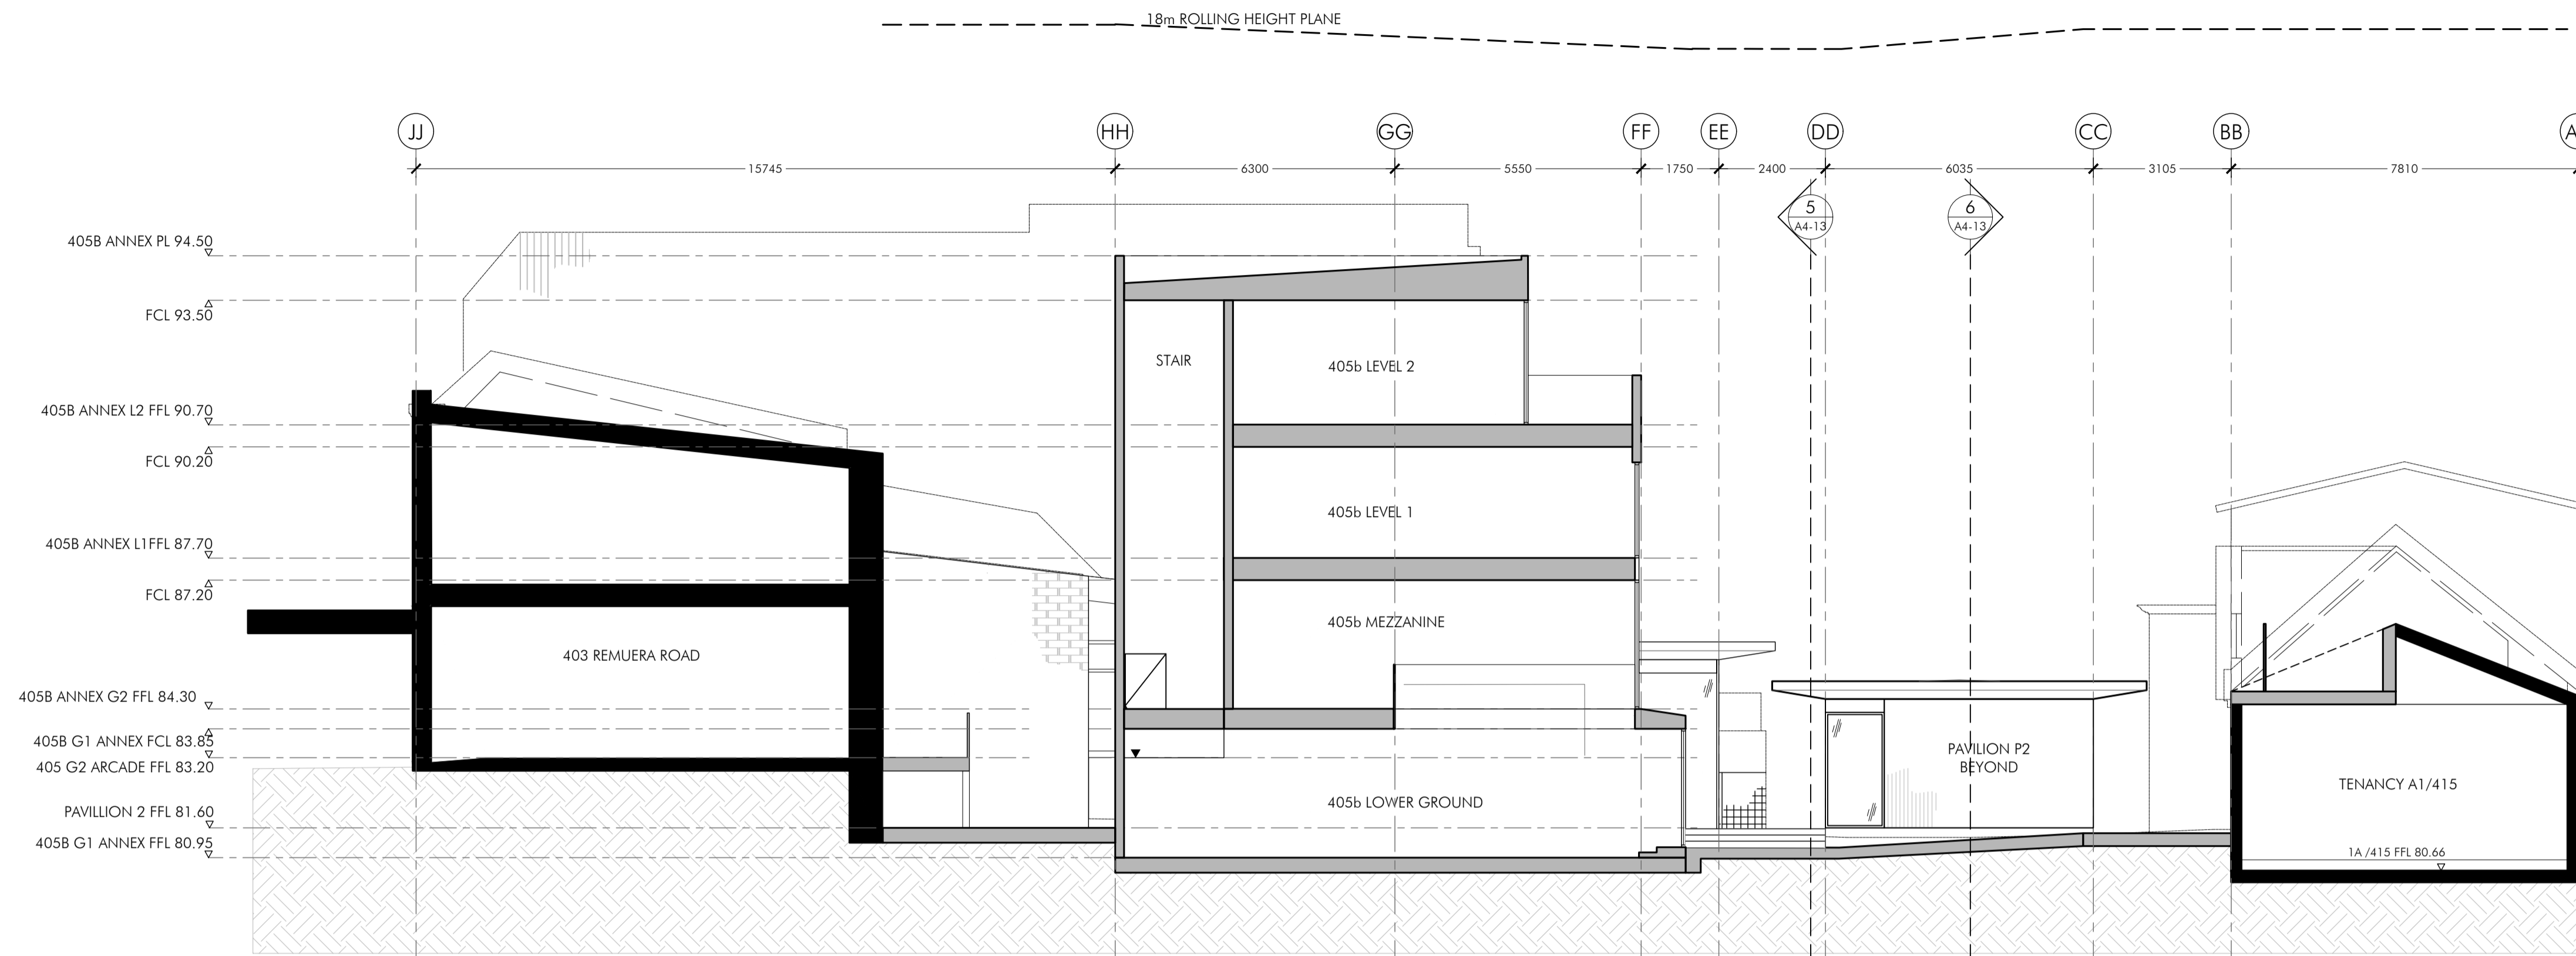 18m ROLLING HEIGHT PLANE
JJ
HH
GG
FF
EE
DD
CC
BB
15745
6300
5550
1750
2400
6035
3105
7810
5
A4-13
6
A4-13
405B ANNEX PL 94.50
FCL 93.50
405B ANNEX L2 FFL 90.70
FCL 90.20
405B ANNEX L1FFL 87.70
FCL 87.20
405B ANNEX G2 FFL 84.30
405B G1 ANNEX FCL 83.85
405 G2 ARCADE FFL 83.20
PAVILLION 2 FFL 81.60
405B G1 ANNEX FFL 80.95
STAIR
405b LEVEL 2
405b LEVEL 1
405b MEZZANINE
403 REMUERA ROAD
405b LOWER GROUND
PAVILION P2
BEYOND
TENANCY A1/415
1A /415 FFL 80.66